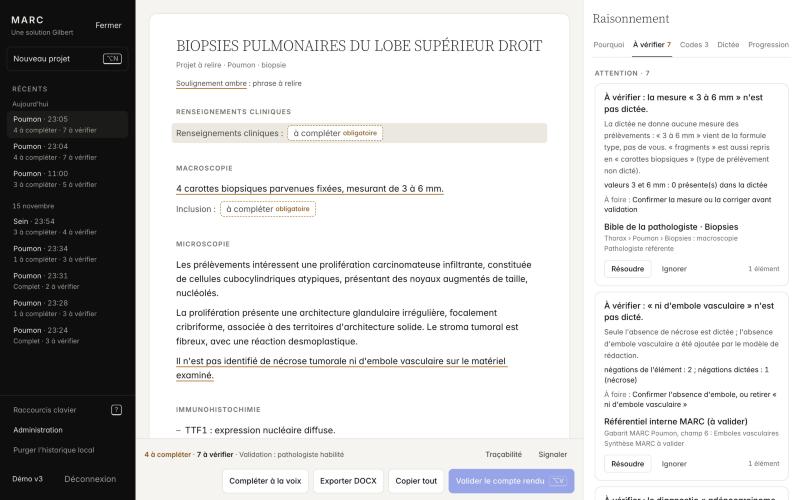 MARC
Une solution Gilbert
Fermer
Nouveau projet
⌥N
RÉCENTS
Aujourd'hui
Poumon · 23:05
4 à compléter · 7 à vérifier
Poumon · 23:04
4 à compléter · 7 à vérifier
Poumon · 11:00
3 à compléter · 5 à vérifier
15 novembre
Sein · 23:54
3 à compléter · 4 à vérifier
Poumon · 23:34
1 à compléter · 3 à vérifier
Poumon · 23:31
Complet · 2 à vérifier
Poumon · 23:28
1 à compléter · 3 à vérifier
Poumon · 23:24
Complet · 3 à vérifier
Raccourcis clavier
?
Administration
Purger l'historique local
Démo v3
Déconnexion
BIOPSIES PULMONAIRES DU LOBE SUPÉRIEUR DROIT
Projet à relire · Poumon · biopsie
Soulignement ambre : phrase à relire
RENSEIGNEMENTS CLINIQUES
Renseignements cliniques : à compléter obligatoire
MACROSCOPIE
4 carottes biopsiques parvenues fixées, mesurant de 3 à 6 mm.
Inclusion : à compléter obligatoire
MICROSCOPIE
Les prélèvements intéressent une prolifération carcinomateuse infiltrante, constituée
de cellules cubocylindriques atypiques, présentant des noyaux augmentés de taille,
nucléolés.
La prolifération présente une architecture glandulaire irrégulière, focalement
cribriforme, associée à des territoires d'architecture solide. Le stroma tumoral est
fibreux, avec une réaction desmoplastique.
Il n'est pas identifié de nécrose tumorale ni d'embole vasculaire sur le matériel
examiné.
IMMUNOHISTOCHIMIE
– TTF1 : expression nucléaire diffuse.
4 à compléter · 7 à vérifier · Validation : pathologiste habilité
Traçabilité
Signaler
Compléter à la voix
Exporter DOCX
Copier tout
Valider le compte rendu ⌥V
Raisonnement
Pourquoi
À vérifier 7
Codes 3
Dictée
Progression
ATTENTION · 7
À vérifier : la mesure « 3 à 6 mm » n'est
pas dictée.
La dictée ne donne aucune mesure des
prélèvements : « 3 à 6 mm » vient de la formule
type, pas de vous. « fragments » est aussi repris
en « carottes biopsiques » (type de prélèvement
non dicté).
valeurs 3 et 6 mm : 0 présente(s) dans la dictée
À faire : Confirmer la mesure ou la corriger avant
validation
Bible de la pathologiste · Biopsies
Thorax › Poumon › Biopsies : macroscopie
Pathologiste référente
Résoudre
Ignorer
1 élément
À vérifier : « ni d'embole vasculaire » n'est
pas dicté.
Seule l'absence de nécrose est dictée ; l'absence
d'embole vasculaire a été ajoutée par le modèle de
rédaction.
négations de l'élément : 2 ; négations dictées : 1
(nécrose)
À faire : Confirmer l'absence d'embole, ou retirer «
ni d'embole vasculaire »
Référentiel interne MARC (à valider)
Gabarit MARC Poumon, champ 6 : Emboles vasculaires
Synthèse MARC à valider
Résoudre
Ignorer
1 élément